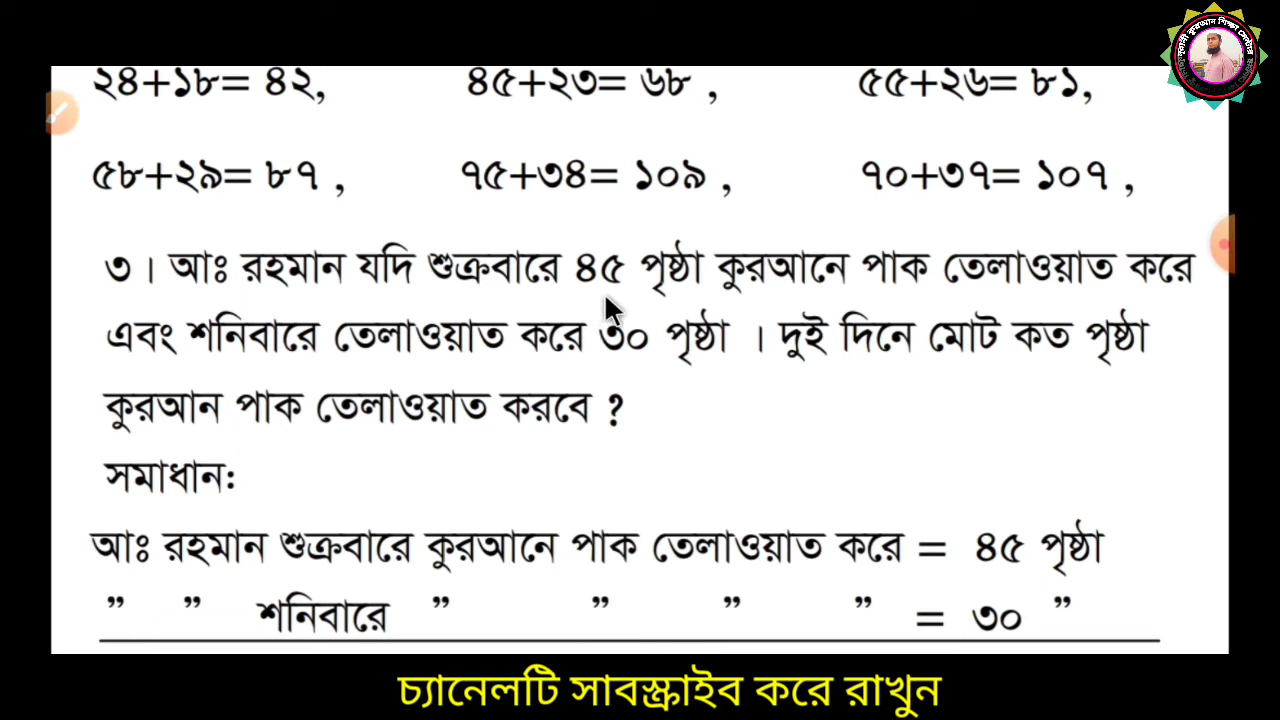 ২৪+১৮= ৪২, ৪৫+২৩= ৬৮ , ৫৫+২৬= ৮১,
৫৮+২৯= ৮৭ , ৭৫+৩৪= ১০৯ , ৭০+৩৭= ১০৭ ,
৩। আঃ রহমান যদি শুক্রবারে ৪৫ পৃষ্ঠা কুরআনে পাক তেলাওয়াত করে
এবং শনিবারে তেলাওয়াত করে ৩০ পৃষ্ঠা । দুই দিনে মোট কত পৃষ্ঠা
কুরআন পাক তেলাওয়াত করবে ?
সমাধান:
আঃ রহমান শুক্রবারে কুরআনে পাক তেলাওয়াত করে = ৪৫ পৃষ্ঠা
” ” শনিবারে ” ” ” ” = ৩০ ”
চ্যানেলটি সাবস্ক্রাইব করে রাখুন